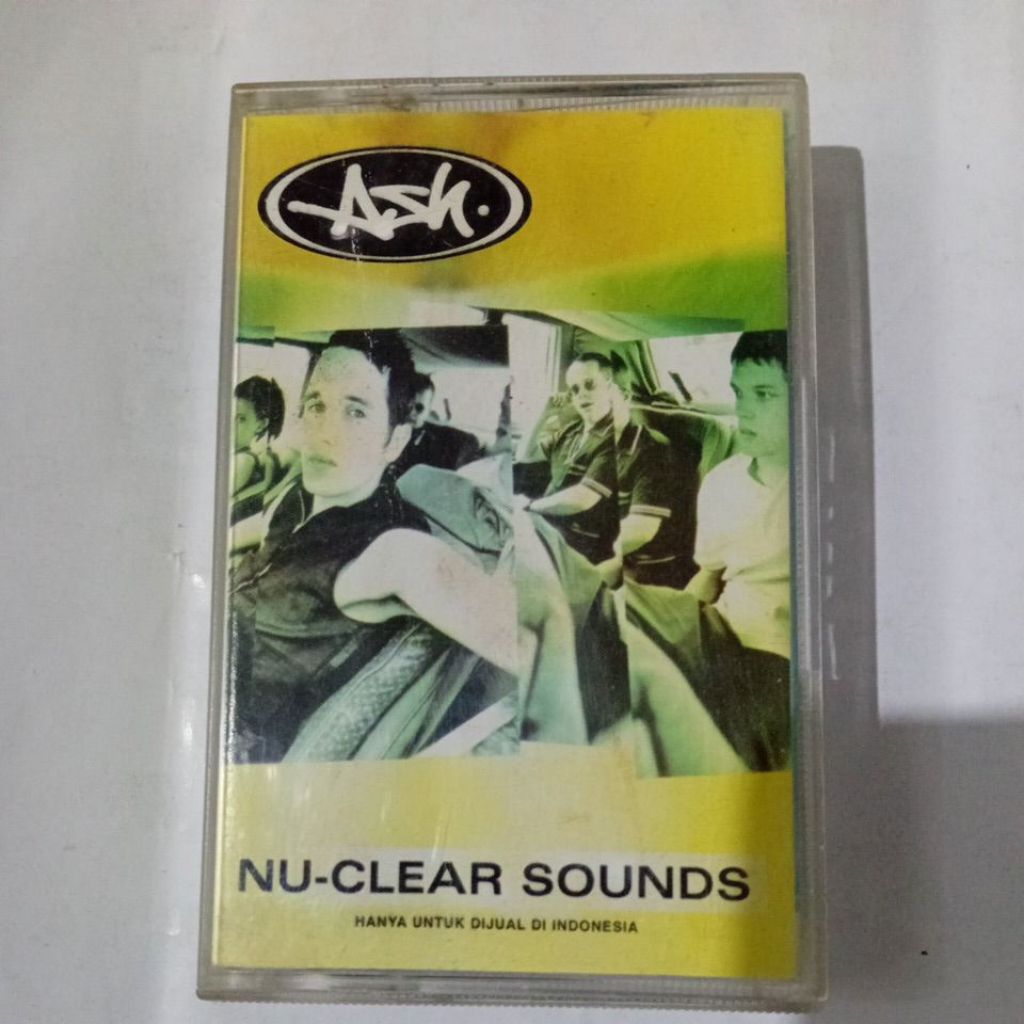 Ash.
NU-CLEAR SOUNDS
HANYA UNTUK DIJUAL DI INDONESIA